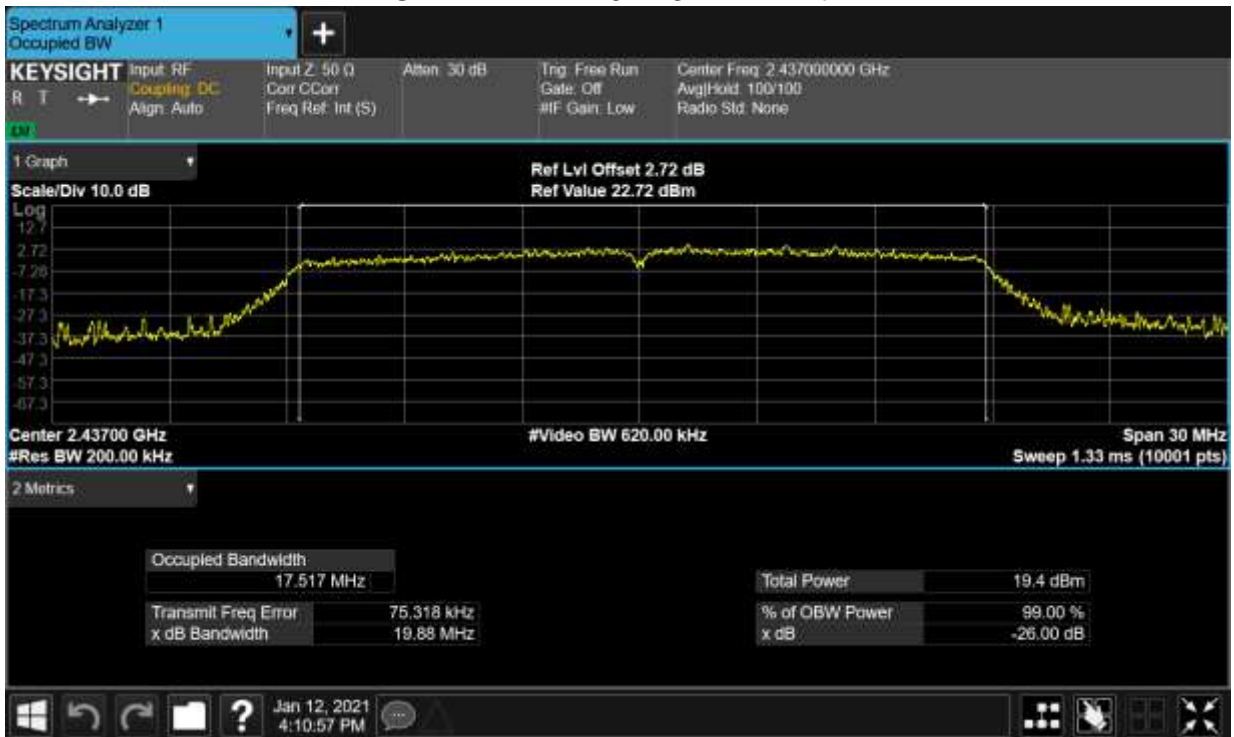 Spectrum Analyzer 1
Occupied BW
KEYSIGHT
R T
Input: RF
Coupling: DC
Align: Auto
Input Z: 50 Ω
Corr CCorr
Freq Ref: Int (S)
Atten: 30 dB
Trig: Free Run
Gate: Off
#IF Gain: Low
Center Freq: 2.437000000 GHz
Avg|Hold: 100/100
Radio Std: None
1 Graph
Scale/Div 10.0 dB
Ref Lvl Offset 2.72 dB
Ref Value 22.72 dBm
Log
12.7
2.72
-7.28
-17.3
-27.3
-37.3
-47.3
-57.3
-67.3
Center 2.43700 GHz
#Video BW 620.00 kHz
Span 30 MHz
#Res BW 200.00 kHz
Sweep 1.33 ms (10001 pts)
2 Metrics
Occupied Bandwidth
17.517 MHz
Total Power 19.4 dBm
Transmit Freq Error 75.318 kHz
% of OBW Power 99.00 %
x dB Bandwidth 19.88 MHz
x dB -26.00 dB
?
Jan 12, 2021
4:10:57 PM